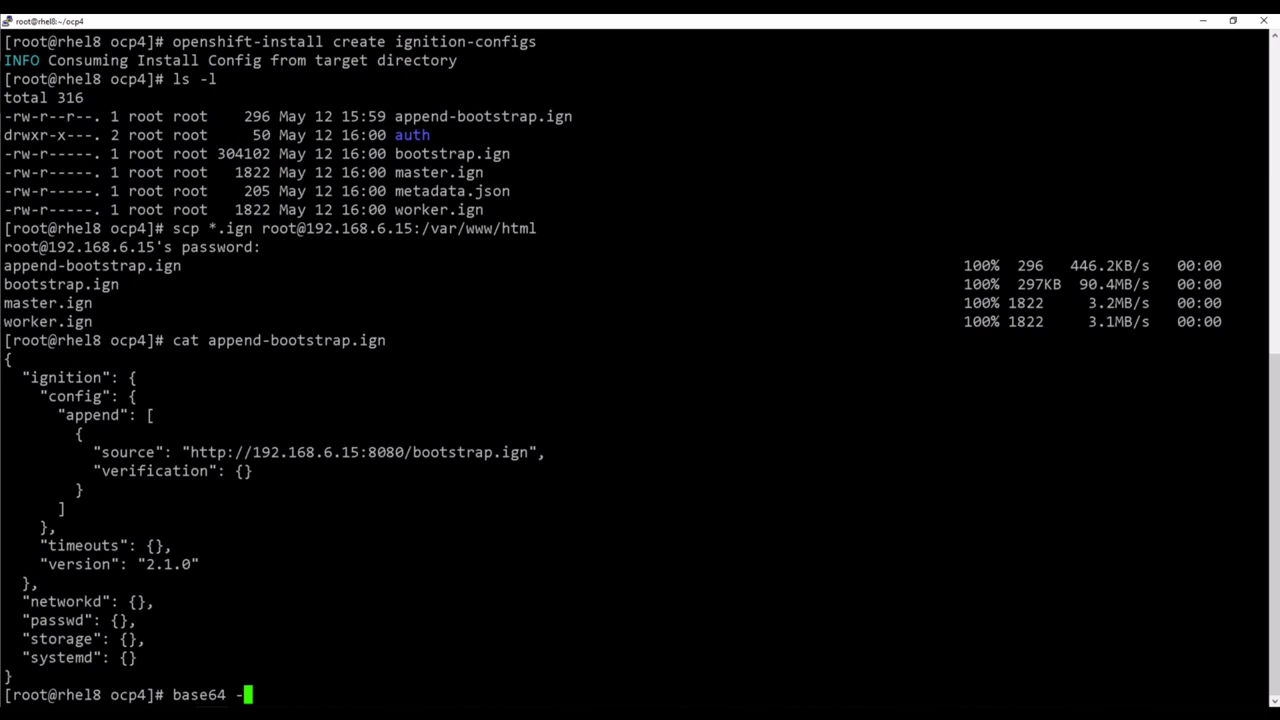 root@rhel8:~/ocp4
[root@rhel8 ocp4]# openshift-install create ignition-configs
INFO Consuming Install Config from target directory
[root@rhel8 ocp4]# ls -l
total 316
-rw-r--r--. 1 root root    296 May 12 15:59 append-bootstrap.ign
drwxr-x---. 2 root root     50 May 12 16:00 auth
-rw-r-----. 1 root root 304102 May 12 16:00 bootstrap.ign
-rw-r-----. 1 root root   1822 May 12 16:00 master.ign
-rw-r-----. 1 root root    205 May 12 16:00 metadata.json
-rw-r-----. 1 root root   1822 May 12 16:00 worker.ign
[root@rhel8 ocp4]# scp *.ign root@192.168.6.15:/var/www/html
root@192.168.6.15's password:
append-bootstrap.ign 100% 296 446.2KB/s 00:00
bootstrap.ign 100% 297KB 90.4MB/s 00:00
master.ign 100% 1822 3.2MB/s 00:00
worker.ign 100% 1822 3.1MB/s 00:00
[root@rhel8 ocp4]# cat append-bootstrap.ign
{
  "ignition": {
    "config": {
      "append": [
        {
          "source": "http://192.168.6.15:8080/bootstrap.ign",
          "verification": {}
        }
      ]
    },
    "timeouts": {},
    "version": "2.1.0"
  },
  "networkd": {},
  "passwd": {},
  "storage": {},
  "systemd": {}
}
[root@rhel8 ocp4]# base64 -